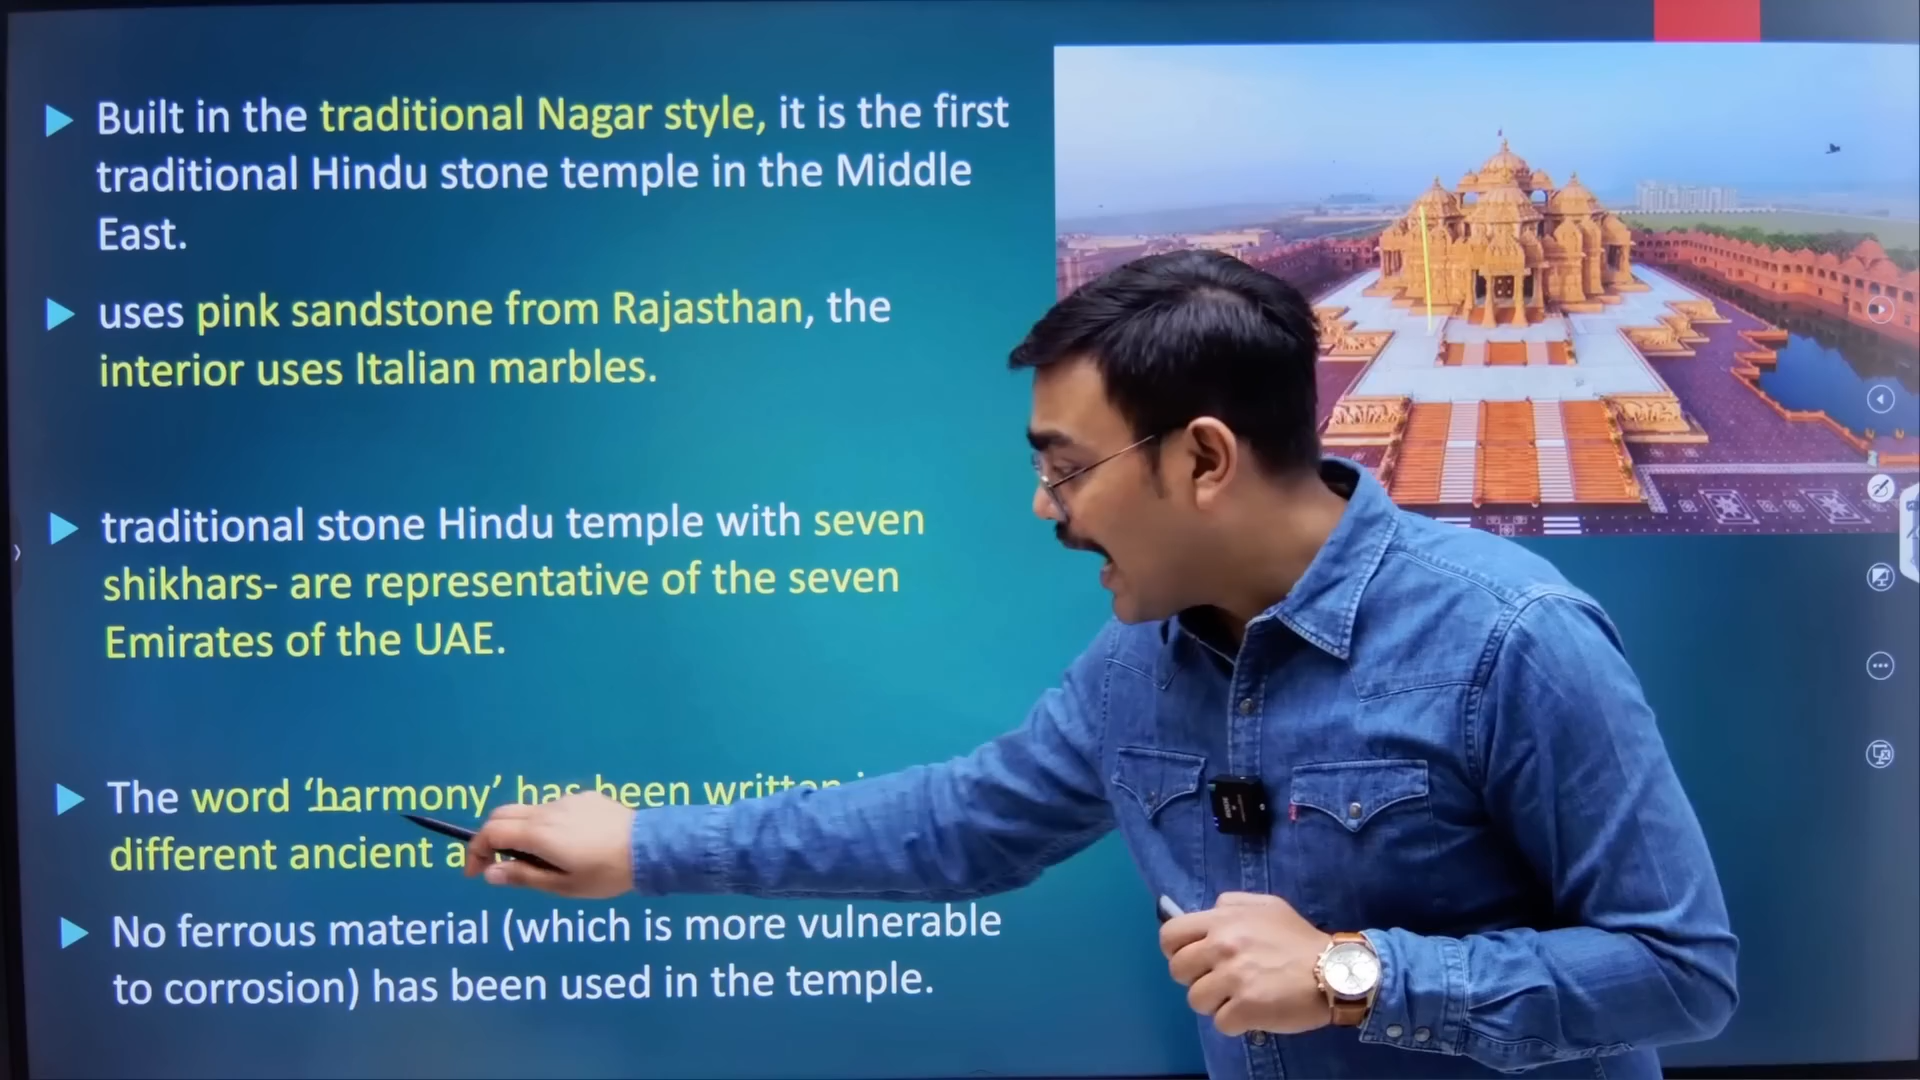 Built in the traditional Nagar style, it is the first
traditional Hindu stone temple in the Middle
East.
uses pink sandstone from Rajasthan, the
interior uses Italian marbles.
traditional stone Hindu temple with seven
shikhars- are representative of the seven
Emirates of the UAE.
The word ‘harmony’ has been written
different ancient
No ferrous material (which is more vulnerable
to corrosion) has been used in the temple.